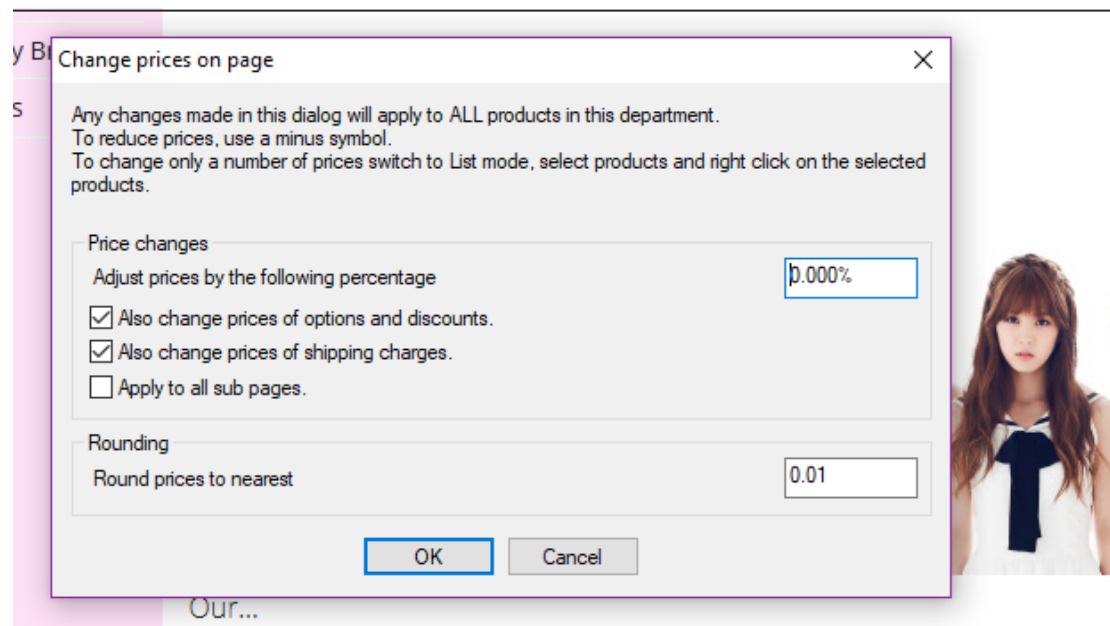 y Br
s
Change prices on page
Any changes made in this dialog will apply to ALL products in this department.
To reduce prices, use a minus symbol.
To change only a number of prices switch to List mode, select products and right click on the selected
products.
Price changes
Adjust prices by the following percentage
0.000%
Also change prices of options and discounts.
Also change prices of shipping charges.
Apply to all sub pages.
Rounding
Round prices to nearest
0.01
OK
Cancel
Our...